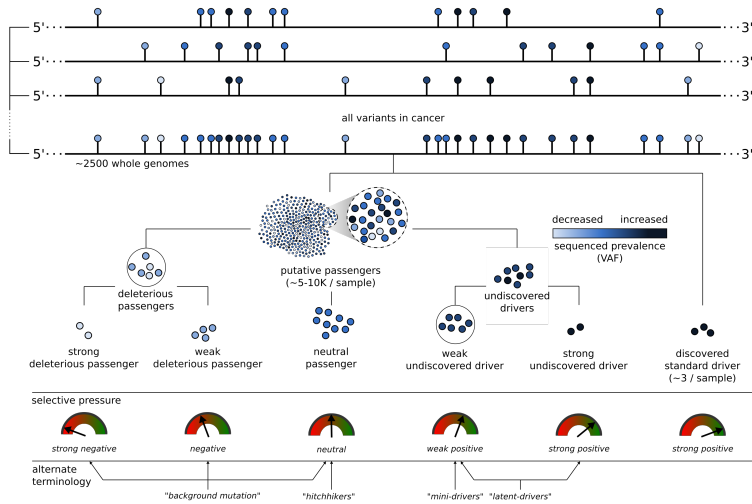 5'
3'
5'
3'
5'
3'
all variants in cancer
5'
3'
~2500 whole genomes
decreased increased
sequenced prevalence
(VAF)
putative passengers
(~5-10K / sample)
deleterious
passengers
undiscovered
drivers
strong
deleterious passenger
weak
deleterious passenger
neutral
passenger
weak
undiscovered driver
strong
undiscovered driver
discovered
standard driver
(~3 / sample)
selective pressure
strong negative
negative
neutral
weak positive
strong positive
strong positive
alternate
terminology
"background mutation"
"hitchhikers"
"mini-drivers"
"latent-drivers"